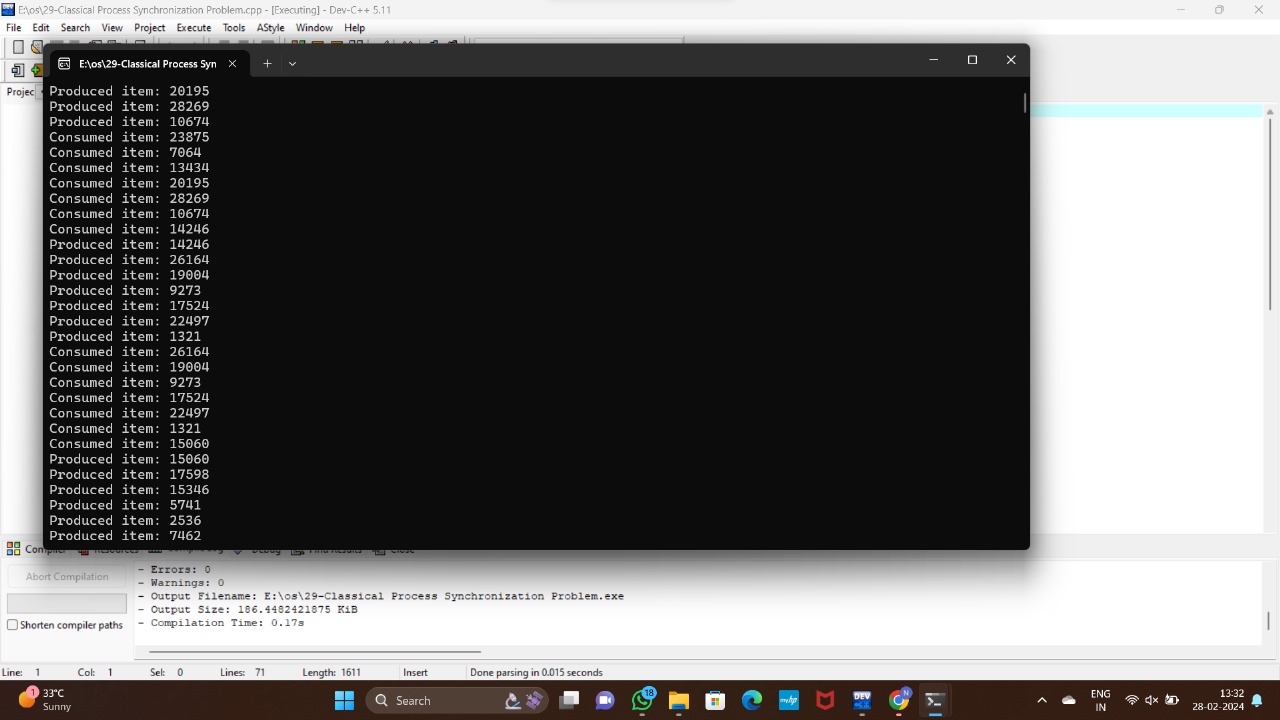 E:\os\29-Classical Process Synchronization Problem.cpp - [Executing] - Dev-C++ 5.11
File Edit Search View Project Execute Tools AStyle Window Help
E:\os\29-Classical Process Syn
Projec
Produced item: 20195
Produced item: 28269
Produced item: 10674
Consumed item: 23875
Consumed item: 7064
Consumed item: 13434
Consumed item: 20195
Consumed item: 28269
Consumed item: 10674
Consumed item: 14246
Produced item: 14246
Produced item: 26164
Produced item: 19004
Produced item: 9273
Produced item: 17524
Produced item: 22497
Produced item: 1321
Consumed item: 26164
Consumed item: 19004
Consumed item: 9273
Consumed item: 17524
Consumed item: 22497
Consumed item: 1321
Consumed item: 15060
Produced item: 15060
Produced item: 17598
Produced item: 15346
Produced item: 5741
Produced item: 2536
Produced item: 7462
Compiler Resources Debug Find Results Close
Abort Compilation
Shorten compiler paths
- Errors: 0
- Warnings: 0
- Output Filename: E:\os\29-Classical Process Synchronization Problem.exe
- Output Size: 186.4482421875 KiB
- Compilation Time: 0.17s
Line: 1 Col: 1 Sel: 0 Lines: 71 Length: 1611 Insert Done parsing in 0.015 seconds
1
33°C
Sunny
Search
18
DEV
N
ENG
IN
13:32
28-02-2024